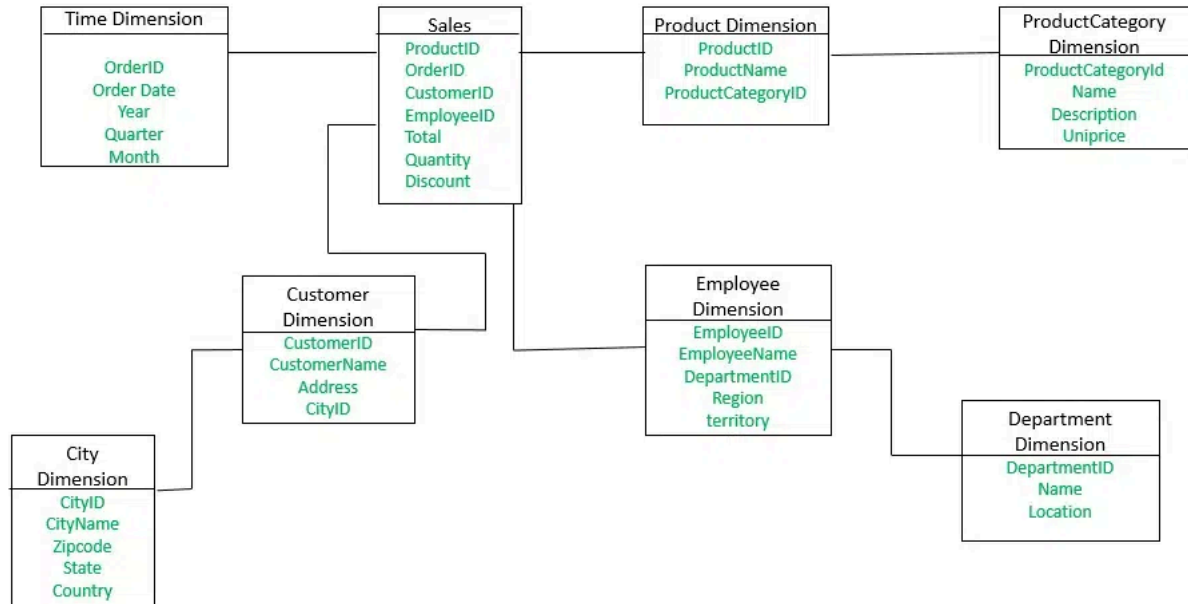 Time Dimension
OrderID
Order Date
Year
Quarter
Month
Sales
ProductID
OrderID
CustomerID
EmployeeID
Total
Quantity
Discount
Product Dimension
ProductID
ProductName
ProductCategoryID
ProductCategory
Dimension
ProductCategoryId
Name
Description
Uniprice
Customer
Dimension
CustomerID
CustomerName
Address
CityID
Employee
Dimension
EmployeeID
EmployeeName
DepartmentID
Region
territory
City
Dimension
CityID
CityName
Zipcode
State
Country
Department
Dimension
DepartmentID
Name
Location